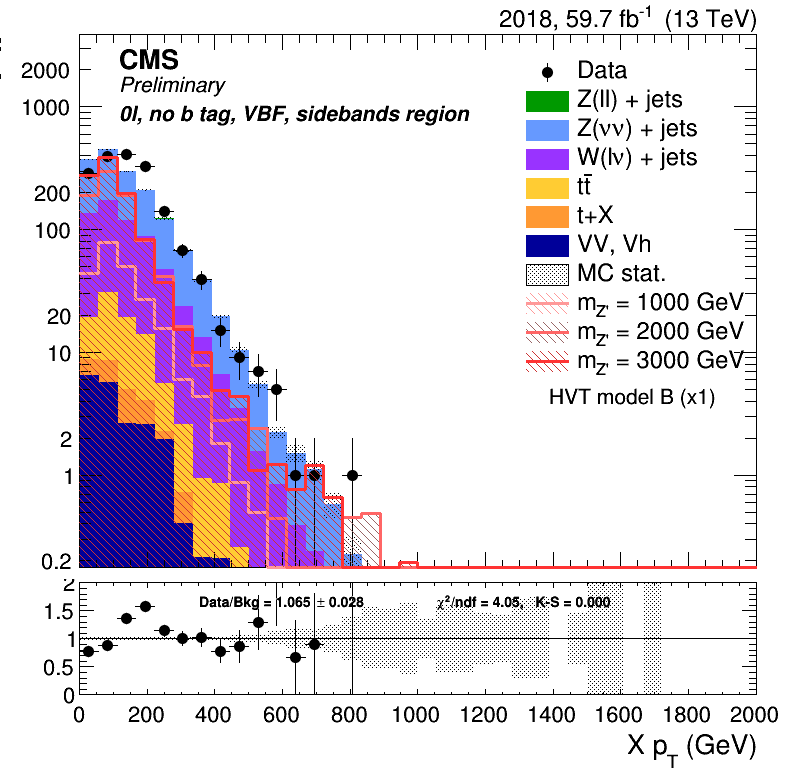 2018, 59.7 fb⁻¹ (13 TeV)
CMS
Preliminary
0l, no b tag, VBF, sidebands region
Data
Z(ll) + jets
Z(νν) + jets
W(lν) + jets
tt̄
t+X
VV, Vh
MC stat.
m_Z' = 1000 GeV
m_Z' = 2000 GeV
m_Z' = 3000 GeV
HVT model B (x1)
2000
1000
200
100
20
10
2
1
0.2
Data/Bkg = 1.065 ± 0.028
χ²/ndf = 4.05, K-S = 0.000
2
1.5
1
0.5
0
0 200 400 600 800 1000 1200 1400 1600 1800 2000
X p_T (GeV)